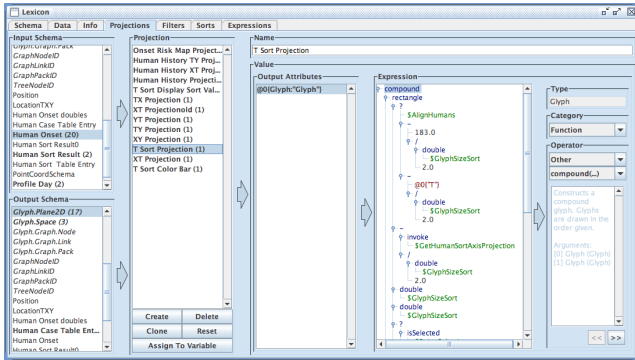 Lexicon
Schema Data Info Projections Filters Sorts Expressions
Input Schema
Glyph.Graph.Pack
GraphNodeID
GraphLinkID
GraphPackID
TreeNodeID
Position
LocationTXY
Human Onset doubles
Human Case Table Entry
Human Onset (20)
Human Sort Result0
Human Sort Result (2)
Human Sort Table Entry
PointCoordSchema
Profile Day (2)
Output Schema
Glyph.Plane2D (17)
Glyph.Space (3)
Glyph.Graph.Node
Glyph.Graph.Link
Glyph.Graph.Pack
GraphNodeID
GraphLinkID
GraphPackID
TreeNodeID
Position
LocationTXY
Human Onset doubles
Human Case Table Ent...
Human Onset
Human Sort Result0
Projection
Onset Risk Map Project...
Human History TY Proj...
Human History XT Proj...
Human History Project...
T Sort Display Sort Val...
TX Projection (1)
XT Projectionold (1)
YT Projection (1)
TY Projection (1)
XY Projection (1)
T Sort Projection (1)
XT Projection (1)
T Sort Color Bar (1)
Create Delete
Clone Reset
Assign To Variable
Name
T Sort Projection
Value
Output Attributes
@0(Glyph:"Glyph")
Expression
compound
rectangle
?
$AlignHumans
-
183.0
/
double
$GlyphSizeSort
2.0
-
@0("T")
/
double
$GlyphSizeSort
2.0
-
invoke
$GetHumanSortAxisProjection
/
double
$GlyphSizeSort
2.0
double
$GlyphSizeSort
double
$GlyphSizeSort
?
isSelected
Type
Glyph
Category
Function
Operator
Other
compound(...)
Constructs a
compound
glyph. Glyphs
are drawn in the
order given.
Arguments:
[0] Glyph (Glyph)
[1] Glyph (Glyph)
<< >>